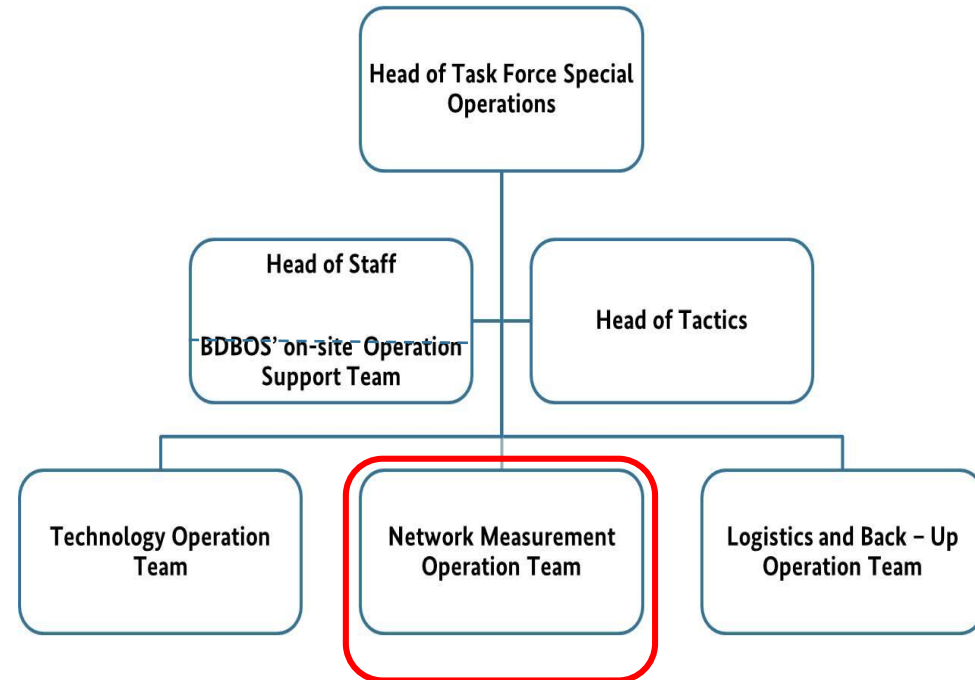 Head of Task Force Special
Operations
Head of Staff
BDBOS’ on-site Operation
Support Team
Head of Tactics
Technology Operation
Team
Network Measurement
Operation Team
Logistics and Back – Up
Operation Team